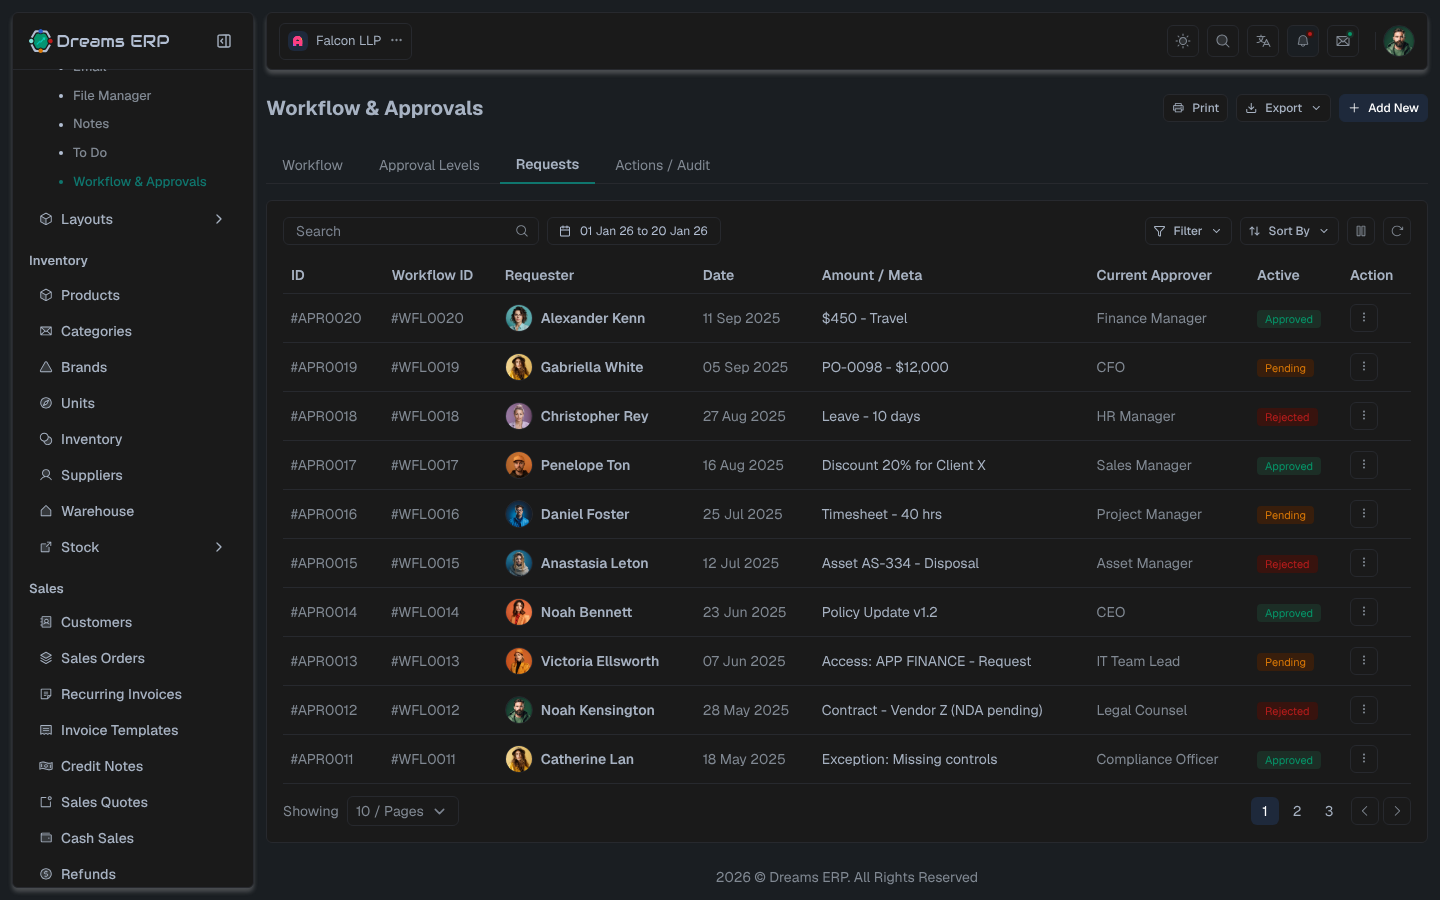 Dreams ERP
Email
File Manager
Notes
To Do
Workflow & Approvals
Layouts
Inventory
Products
Categories
Brands
Units
Inventory
Suppliers
Warehouse
Stock
Sales
Customers
Sales Orders
Recurring Invoices
Invoice Templates
Credit Notes
Sales Quotes
Cash Sales
Refunds
Falcon LLP
Workflow & Approvals
Print
Export
Add New
Workflow Approval Levels Requests Actions / Audit
Search
01 Jan 26 to 20 Jan 26
Filter
Sort By
ID Workflow ID Requester Date Amount / Meta Current Approver Active Action
#APR0020 #WFL0020 Alexander Kenn 11 Sep 2025 $450 - Travel Finance Manager Approved
#APR0019 #WFL0019 Gabriella White 05 Sep 2025 PO-0098 - $12,000 CFO Pending
#APR0018 #WFL0018 Christopher Rey 27 Aug 2025 Leave - 10 days HR Manager Rejected
#APR0017 #WFL0017 Penelope Ton 16 Aug 2025 Discount 20% for Client X Sales Manager Approved
#APR0016 #WFL0016 Daniel Foster 25 Jul 2025 Timesheet - 40 hrs Project Manager Pending
#APR0015 #WFL0015 Anastasia Leton 12 Jul 2025 Asset AS-334 - Disposal Asset Manager Rejected
#APR0014 #WFL0014 Noah Bennett 23 Jun 2025 Policy Update v1.2 CEO Approved
#APR0013 #WFL0013 Victoria Ellsworth 07 Jun 2025 Access: APP FINANCE - Request IT Team Lead Pending
#APR0012 #WFL0012 Noah Kensington 28 May 2025 Contract - Vendor Z (NDA pending) Legal Counsel Rejected
#APR0011 #WFL0011 Catherine Lan 18 May 2025 Exception: Missing controls Compliance Officer Approved
Showing 10 / Pages
1 2 3
2026 © Dreams ERP. All Rights Reserved